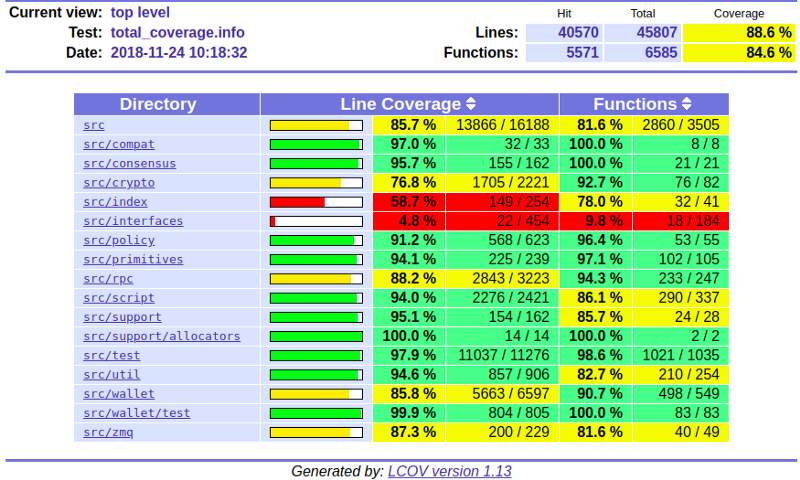 Current view: top level Hit Total Coverage
Test: total_coverage.info Lines: 40570 45807 88.6 %
Date: 2018-11-24 10:18:32 Functions: 5571 6585 84.6 %
Directory Line Coverage Functions
src 85.7 % 13866 / 16188 81.6 % 2860 / 3505
src/compat 97.0 % 32 / 33 100.0 % 8 / 8
src/consensus 95.7 % 155 / 162 100.0 % 21 / 21
src/crypto 76.8 % 1705 / 2221 92.7 % 76 / 82
src/index 58.7 % 149 / 254 78.0 % 32 / 41
src/interfaces 4.8 % 22 / 454 9.8 % 18 / 184
src/policy 91.2 % 568 / 623 96.4 % 53 / 55
src/primitives 94.1 % 225 / 239 97.1 % 102 / 105
src/rpc 88.2 % 2843 / 3223 94.3 % 233 / 247
src/script 94.0 % 2276 / 2421 86.1 % 290 / 337
src/support 95.1 % 154 / 162 85.7 % 24 / 28
src/support/allocators 100.0 % 14 / 14 100.0 % 2 / 2
src/test 97.9 % 11037 / 11276 98.6 % 1021 / 1035
src/util 94.6 % 857 / 906 82.7 % 210 / 254
src/wallet 85.8 % 5663 / 6597 90.7 % 498 / 549
src/wallet/test 99.9 % 804 / 805 100.0 % 83 / 83
src/zmq 87.3 % 200 / 229 81.6 % 40 / 49
Generated by: LCOV version 1.13